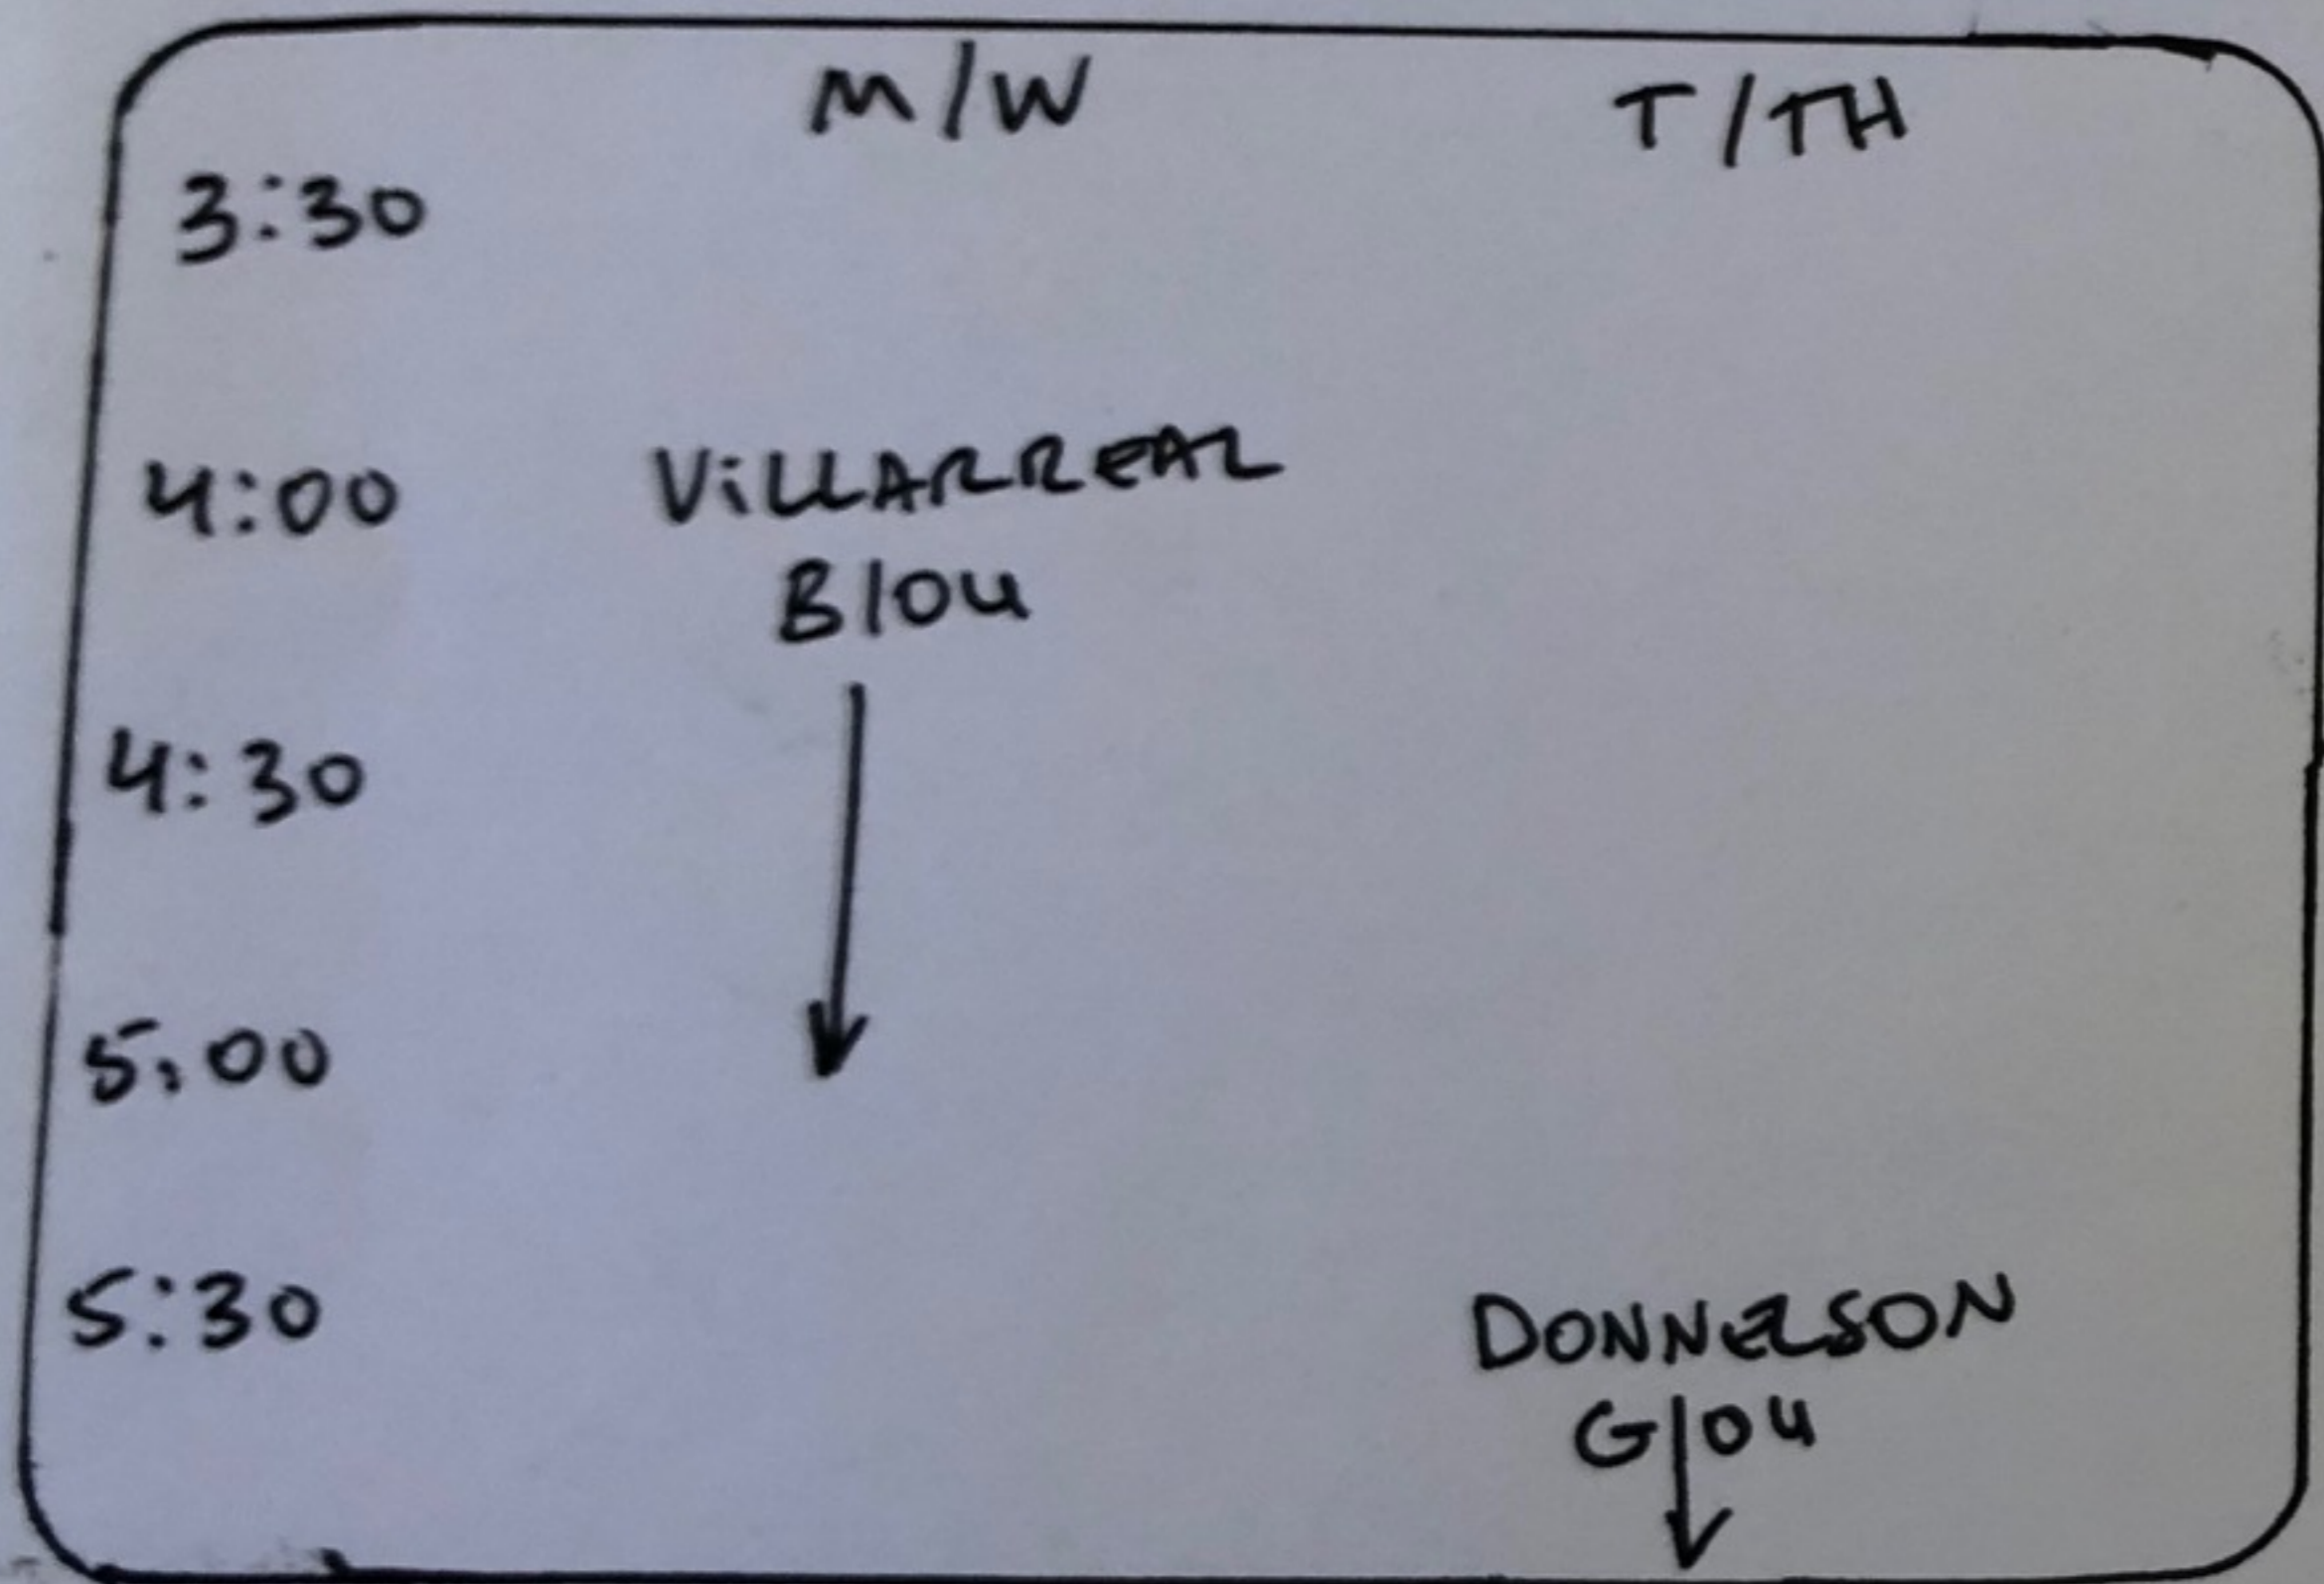 M/W T/TH
3:30
4:00 ViLLARREAL
B104
4:30
5:00
5:30 DONNELSON
G104